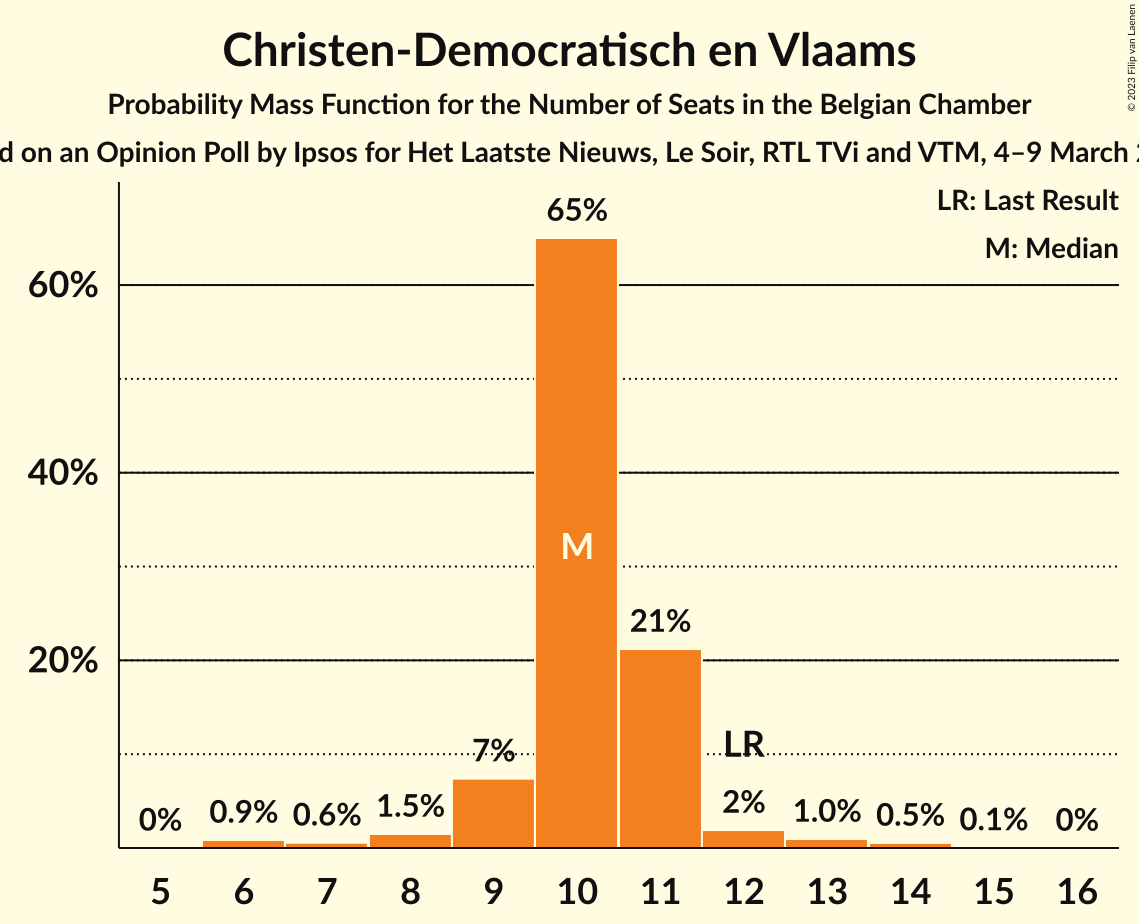 Christen-Democratisch en Vlaams
Probability Mass Function for the Number of Seats in the Belgian Chamber
d on an Opinion Poll by Ipsos for Het Laatste Nieuws, Le Soir, RTL TVi and VTM, 4–9 March
© 2023 Filip van Laenen
LR: Last Result
M: Median
65%
60%
40%
M
21%
20%
LR
7%
0%
0.9%
0.6%
1.5%
2%
1.0%
0.5%
0.1%
0%
5 6 7 8 9 10 11 12 13 14 15 16